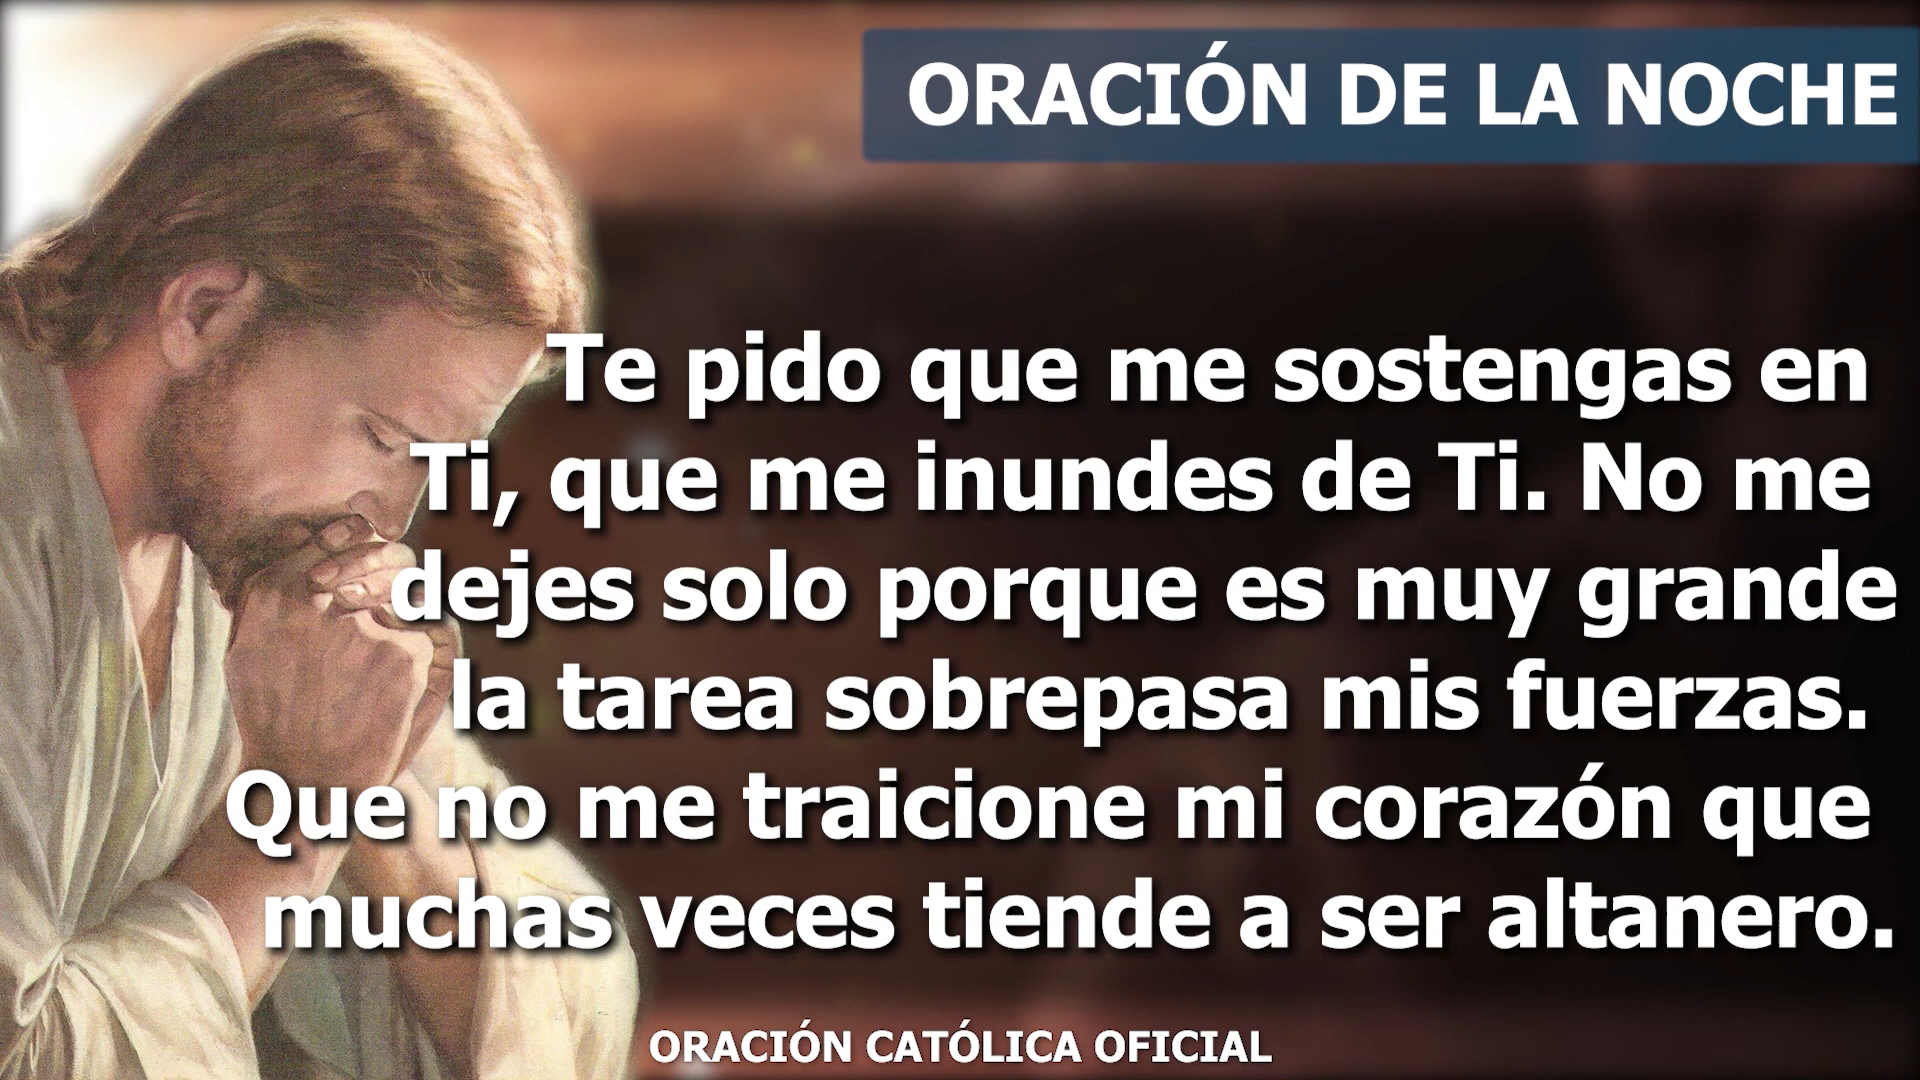 ORACIÓN DE LA NOCHE
Te pido que me sostengas en
Ti, que me inundes de Ti. No me
dejes solo porque es muy grande
la tarea sobrepasa mis fuerzas.
Que no me traicione mi corazón que
muchas veces tiende a ser altanero.
ORACIÓN CATÓLICA OFICIAL